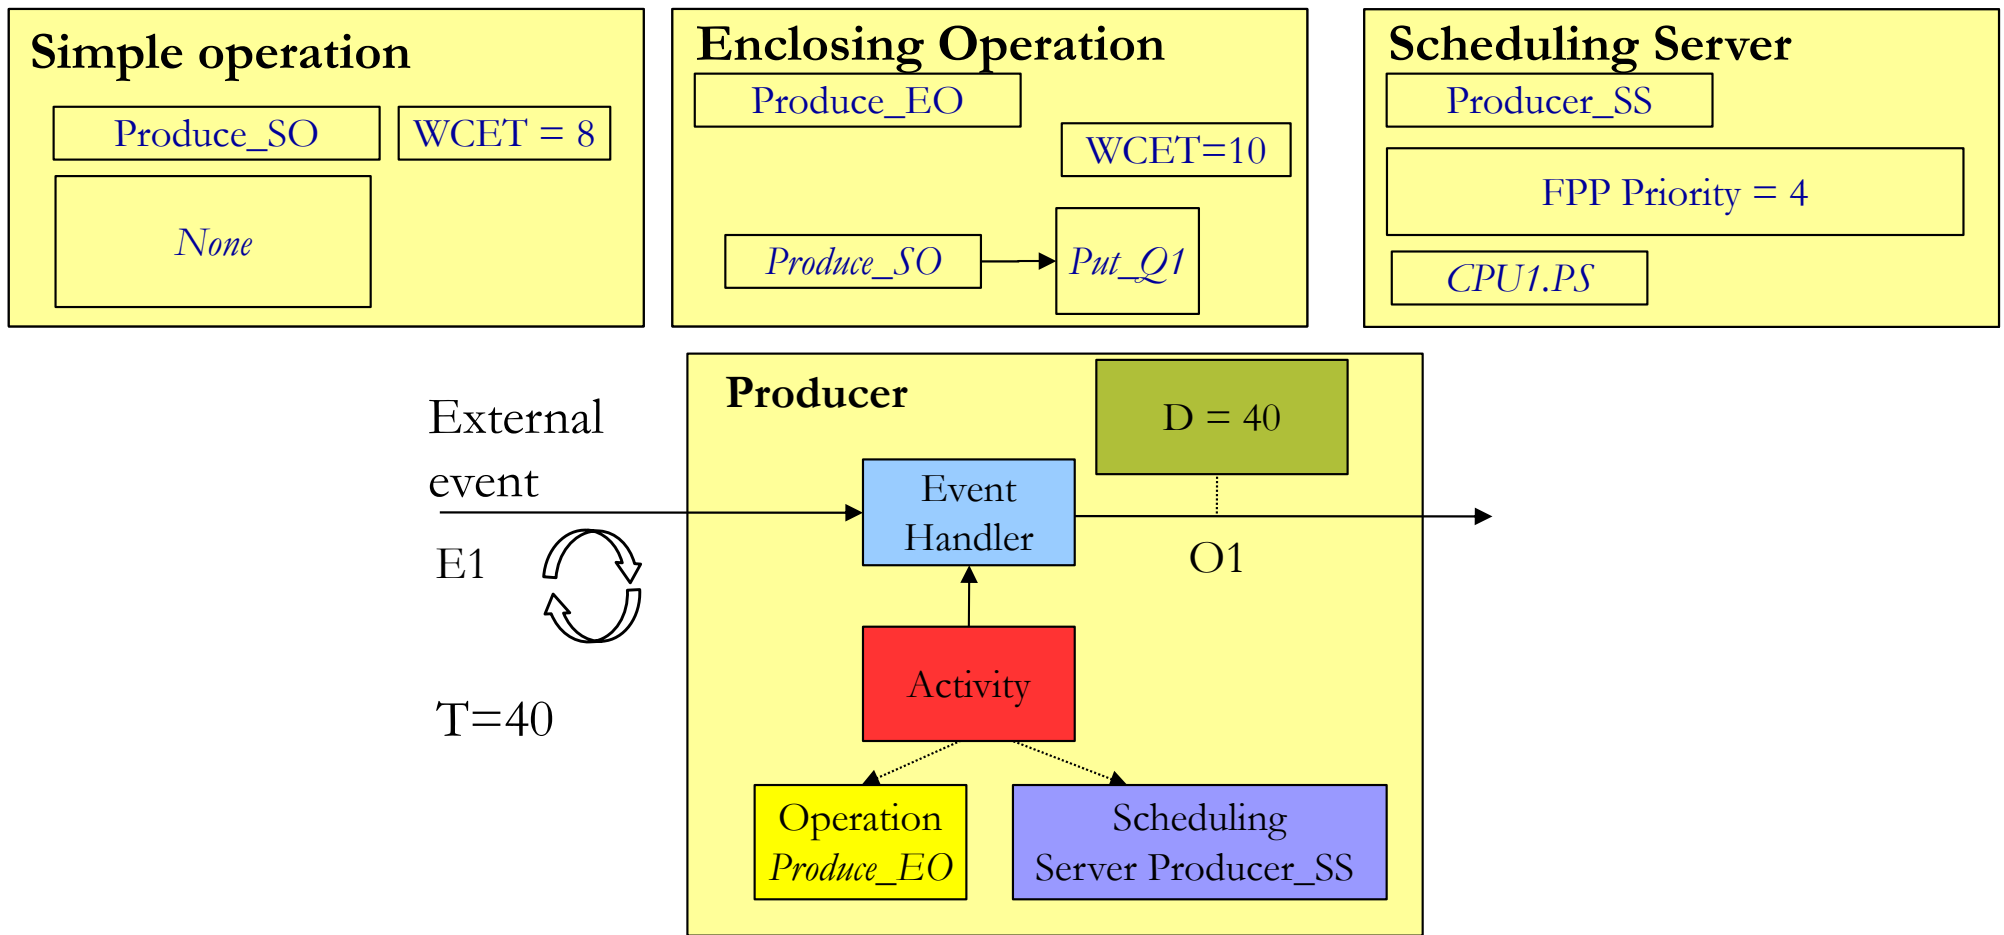 Simple operation
Produce_SO
WCET = 8
None
Enclosing Operation
Produce_EO
WCET=10
Produce_SO
Put_Q1
Scheduling Server
Producer_SS
FPP Priority = 4
CPU1.PS
External
event
E1
T=40
Producer
D = 40
Event
Handler
O1
Activity
Operation
Produce_EO
Scheduling
Server Producer_SS